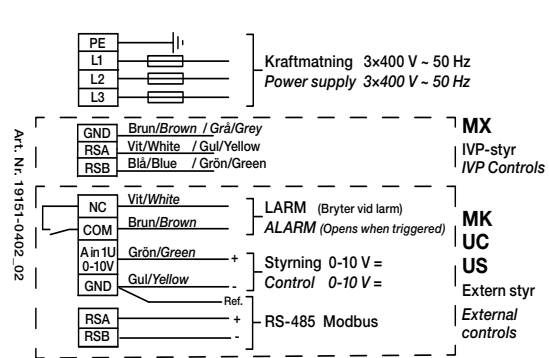 PE
L1
L2
L3
Kraftmatning 3×400 V ~ 50 Hz
Power supply 3×400 V ~ 50 Hz
GND Brun/Brown / Grå/Grey
RSA Vit/White / Gul/Yellow
RSB Blå/Blue / Grön/Green
MX
IVP-styr
IVP Controls
NC Vit/White
COM Brun/Brown
LARM (Bryter vid larm)
ALARM (Opens when triggered)
A in 1U
0-10V
Grön/Green +
GND Gul/Yellow -
Styrning 0-10 V =
Control 0-10 V =
Ref.
RSA +
RSB -
RS-485 Modbus
MK
UC
US
Extern styr
External
controls
Art. Nr. 19151-0402_02